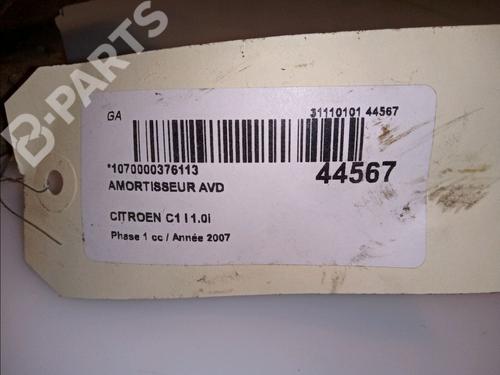 B-PARTS
GA
31110101 44567
*1070000376113
44567
AMORTISSEUR AVD
CITROEN C1 I 1.0i
Phase 1 cc / Année 2007